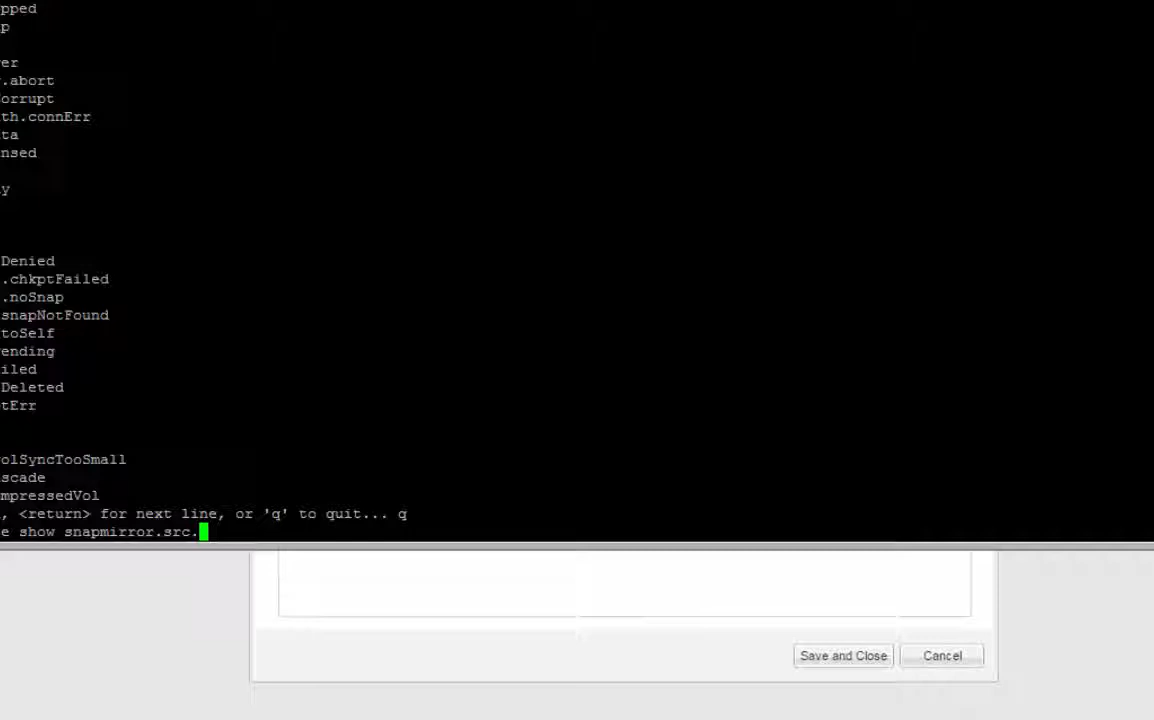 pped
p
er
.abort
orrupt
th.connErr
ta
nsed
y
Denied
.chkptFailed
.noSnap
snapNotFound
toSelf
ending
iled
Deleted
tErr
olSyncTooSmall
scade
mpressedVol
, <return> for next line, or 'q' to quit... q
e show snapmirror.src.
Save and Close
Cancel